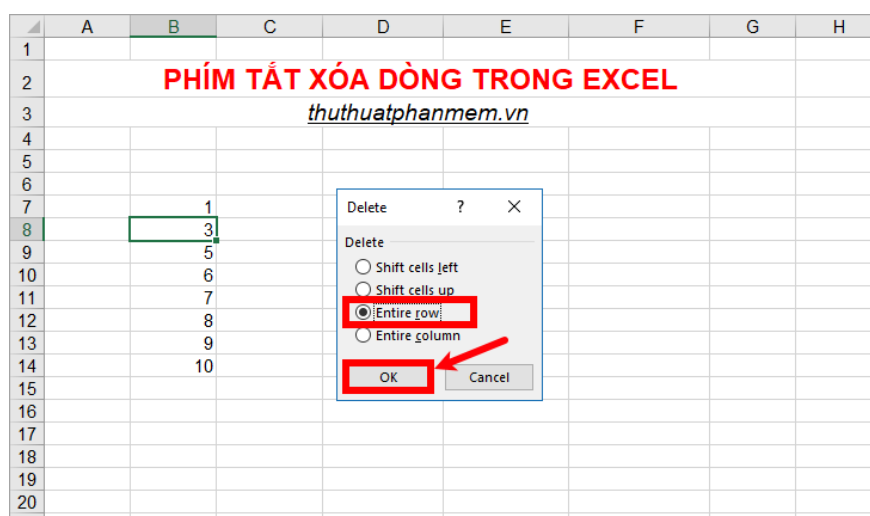 A B C D E F G H
1
2 PHÍM TẮT XÓA DÒNG TRONG EXCEL
3 thuthuatphanmem.vn
4
5
6
7 1
Delete ? ×
8 3
9 5
10 6
11 7
12 8
13 9
14 10
15
16
17
18
19
20
Delete
Shift cells left
Shift cells up
Entire row
Entire column
OK Cancel